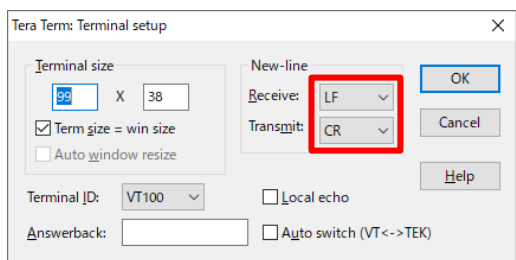 Tera Term: Terminal setup
Terminal size
99 X 38
Term size = win size
Auto window resize
New-line
Receive: LF
Transmit: CR
OK
Cancel
Help
Terminal ID: VT100
Local echo
Answerback:
Auto switch (VT<->TEK)